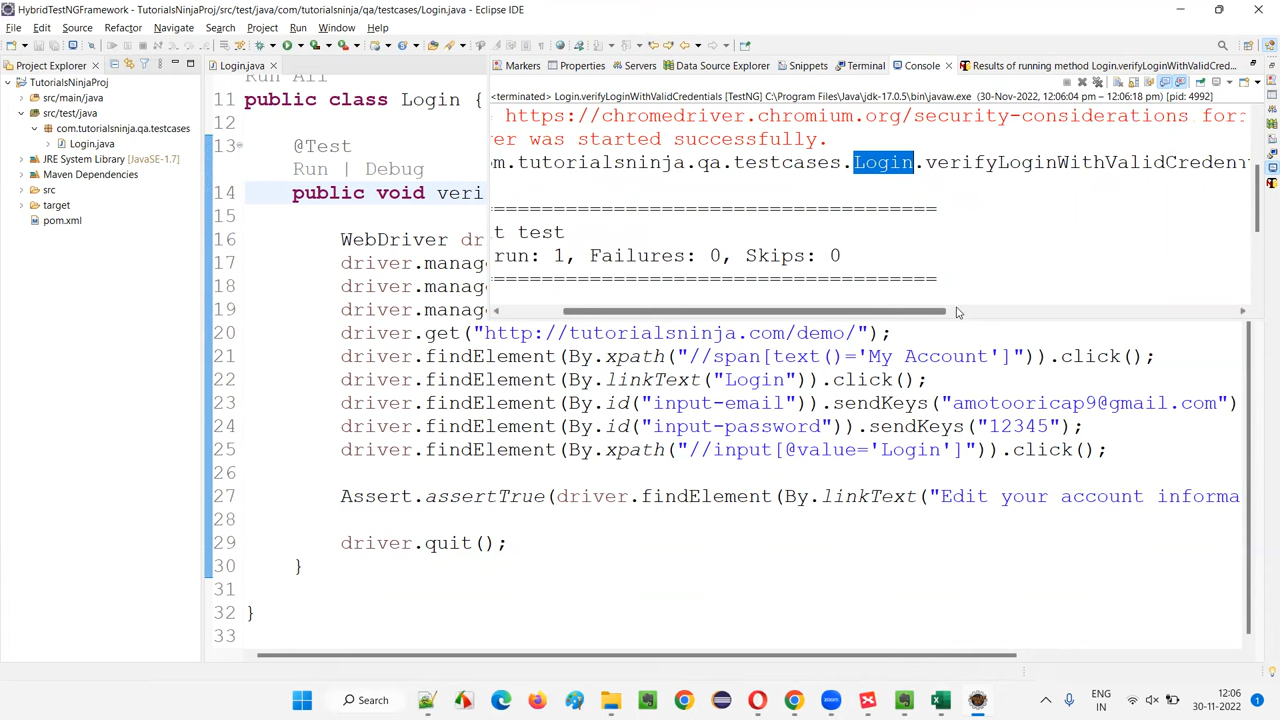 HybridTestNGFramework - TutorialsNinjaProj/src/test/java/com/tutorialsninja/qa/testcases/Login.java - Eclipse IDE
File Edit Source Refactor Navigate Search Project Run Window Help
Project Explorer
TutorialsNinjaProj
src/main/java
src/test/java
com.tutorialsninja.qa.testcases
Login.java
JRE System Library [JavaSE-1.7]
Maven Dependencies
src
target
pom.xml
Login.java
Run All
11 public class Login {
12
13 @Test
Run | Debug
14 public void veri
15
16 WebDriver dr
17 driver.manag
18 driver.manag
19 driver.manag
20 driver.get("http://tutorialsninja.com/demo/");
21 driver.findElement(By.xpath("//span[text()='My Account']")).click();
22 driver.findElement(By.linkText("Login")).click();
23 driver.findElement(By.id("input-email")).sendKeys("amotooricap9@gmail.com")
24 driver.findElement(By.id("input-password")).sendKeys("12345");
25 driver.findElement(By.xpath("//input[@value='Login']")).click();
26
27 Assert.assertTrue(driver.findElement(By.linkText("Edit your account informa
28
29 driver.quit();
30 }
31
32 }
33
Markers Properties Servers Data Source Explorer Snippets Terminal Console Results of running method Login.verifyLoginWithValidCred...
<terminated> Login.verifyLoginWithValidCredentials [TestNG] C:\Program Files\Java\jdk-17.0.5\bin\javaw.exe (30-Nov-2022, 12:06:04 pm – 12:06:18 pm) [pid: 4992]
https://chromedriver.chromium.org/security-considerations for
er was started successfully.
m.tutorialsninja.qa.testcases.Login.verifyLoginWithValidCreden
======================================
t test
run: 1, Failures: 0, Skips: 0
======================================
Search
ENG
IN
12:06
30-11-2022
1